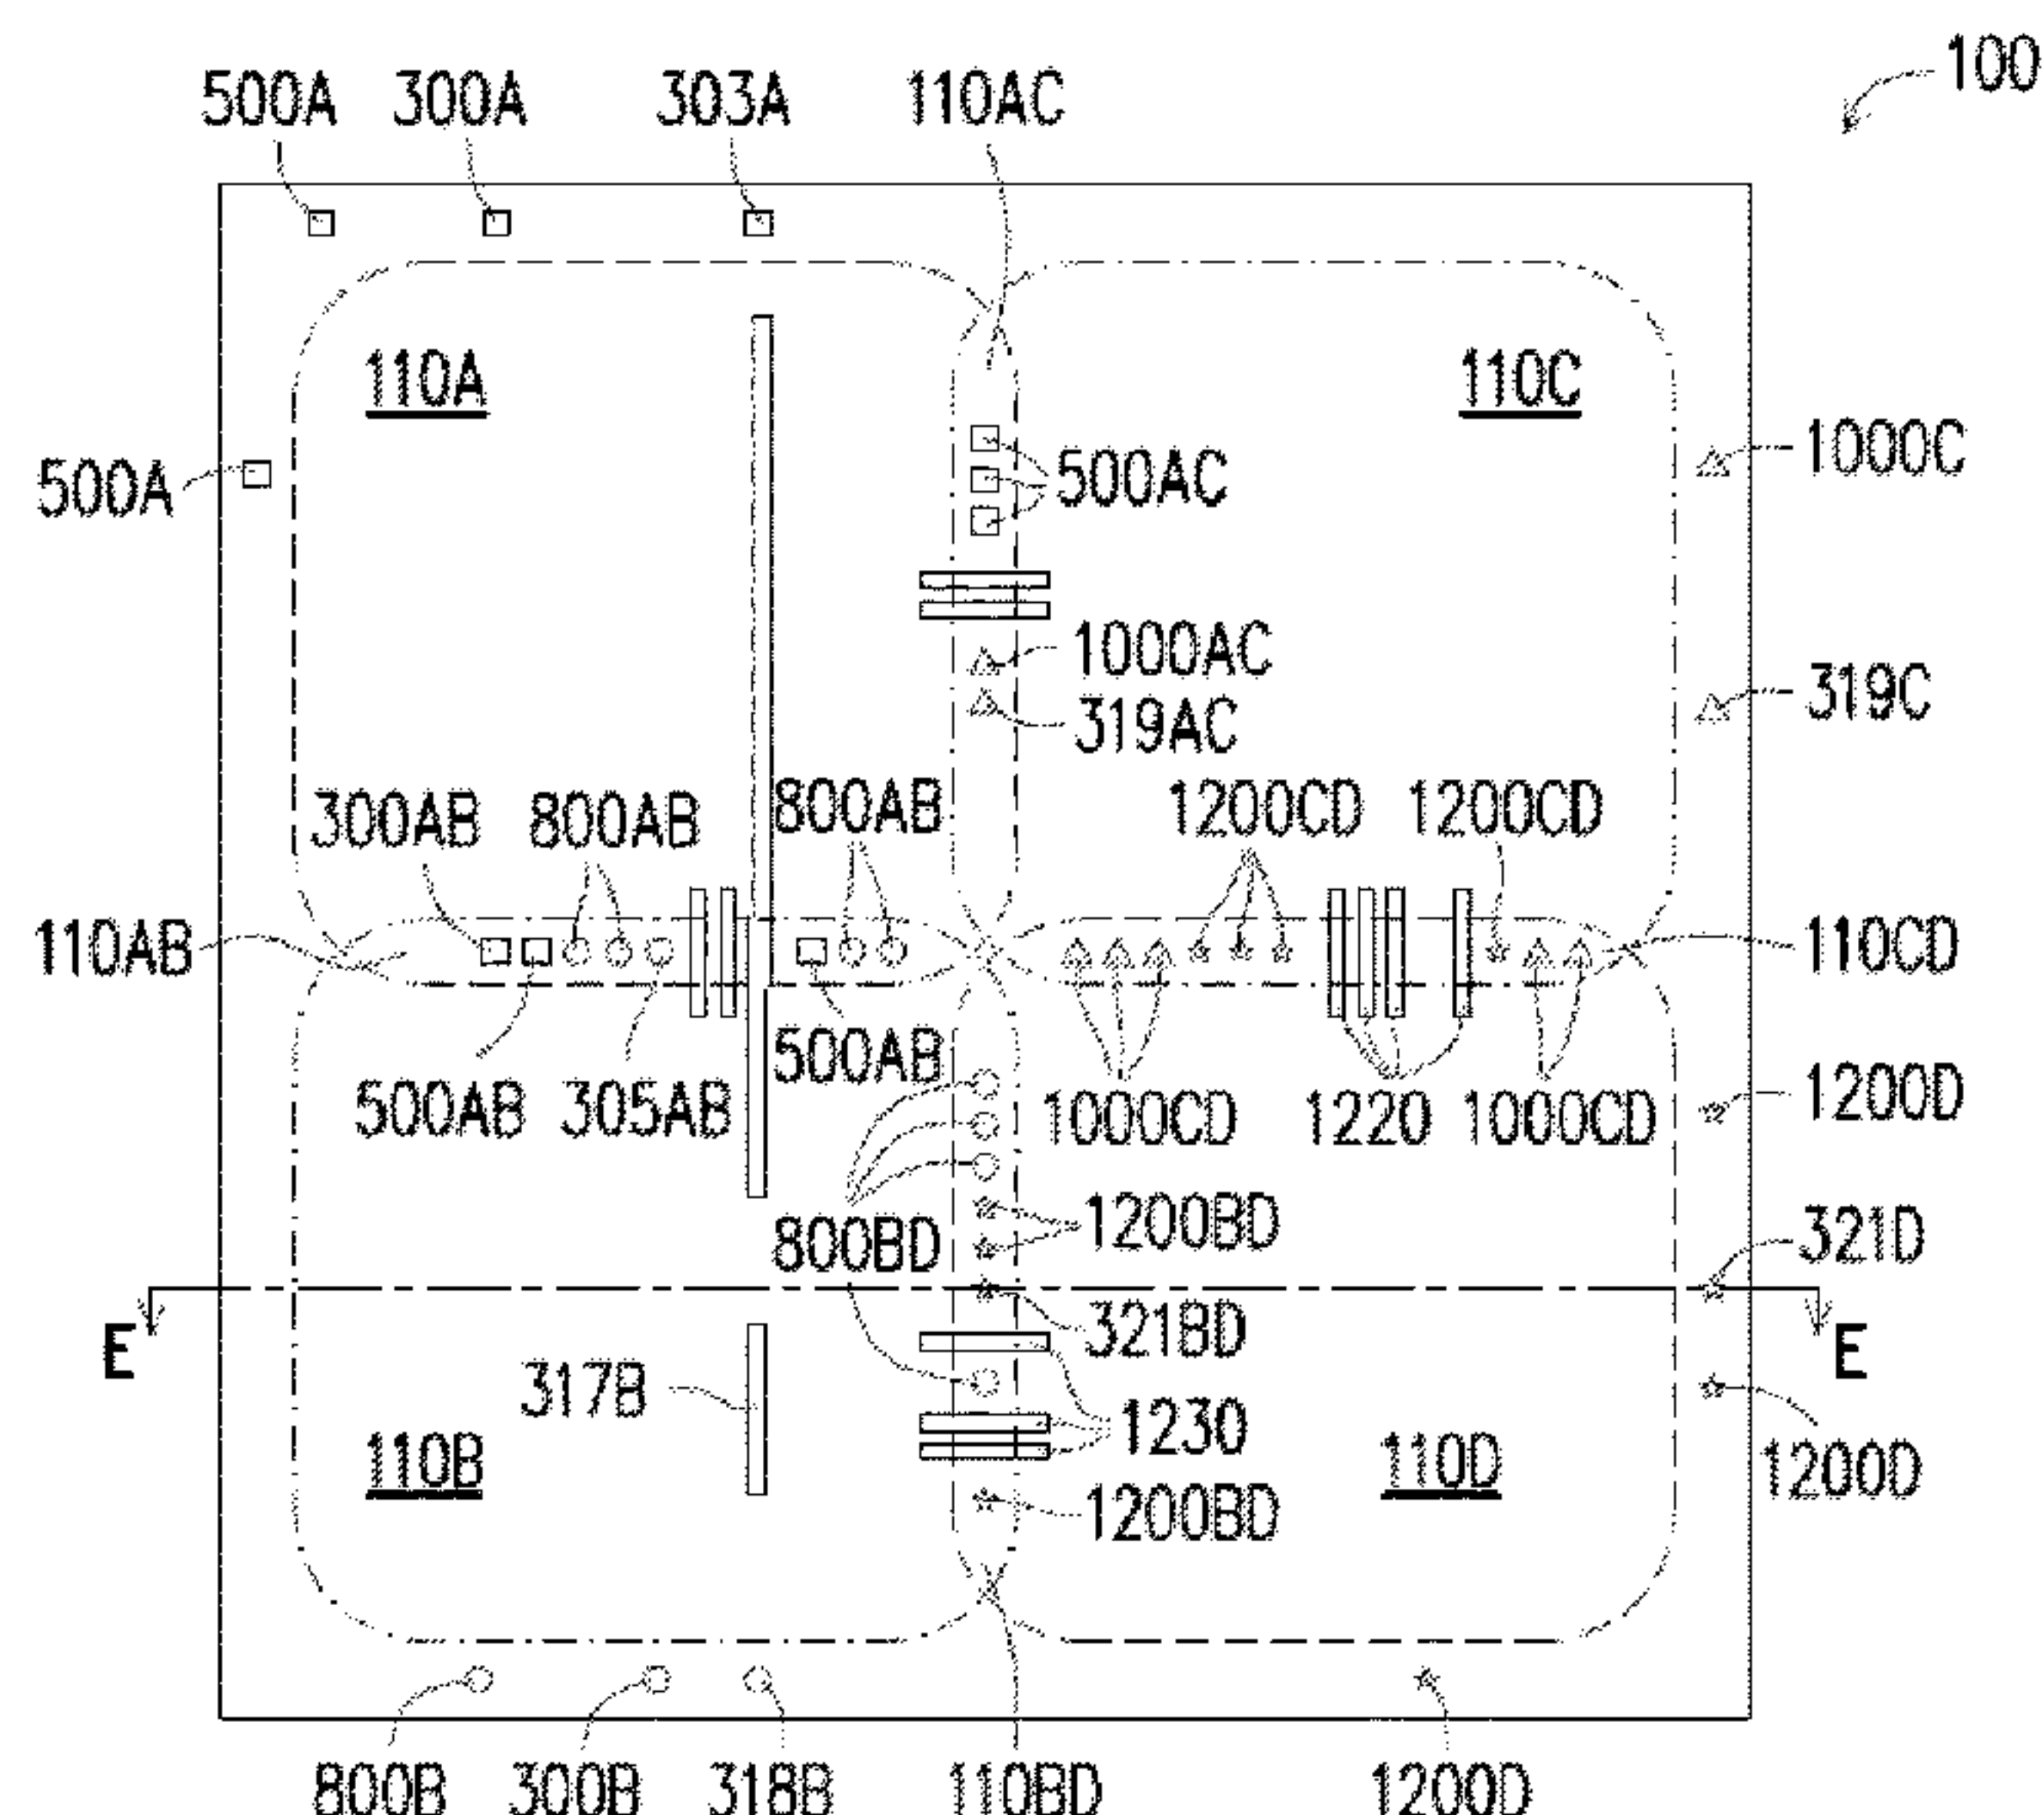 100
500A 300A 303A 110AC
110A 110C
1000C
500A 500AC
1000AC
319C
319AC
300AB 800AB 800AB 1200CD 1200CD
110AB 110CD
500AB
500AB 305AB 1000CD 1220 1000CD 1200D
800BD 1200BD 321D
E 321BD E
317B
1230
110B 110D 1200D
1200BD
800B 300B 318B 110BD 1200D